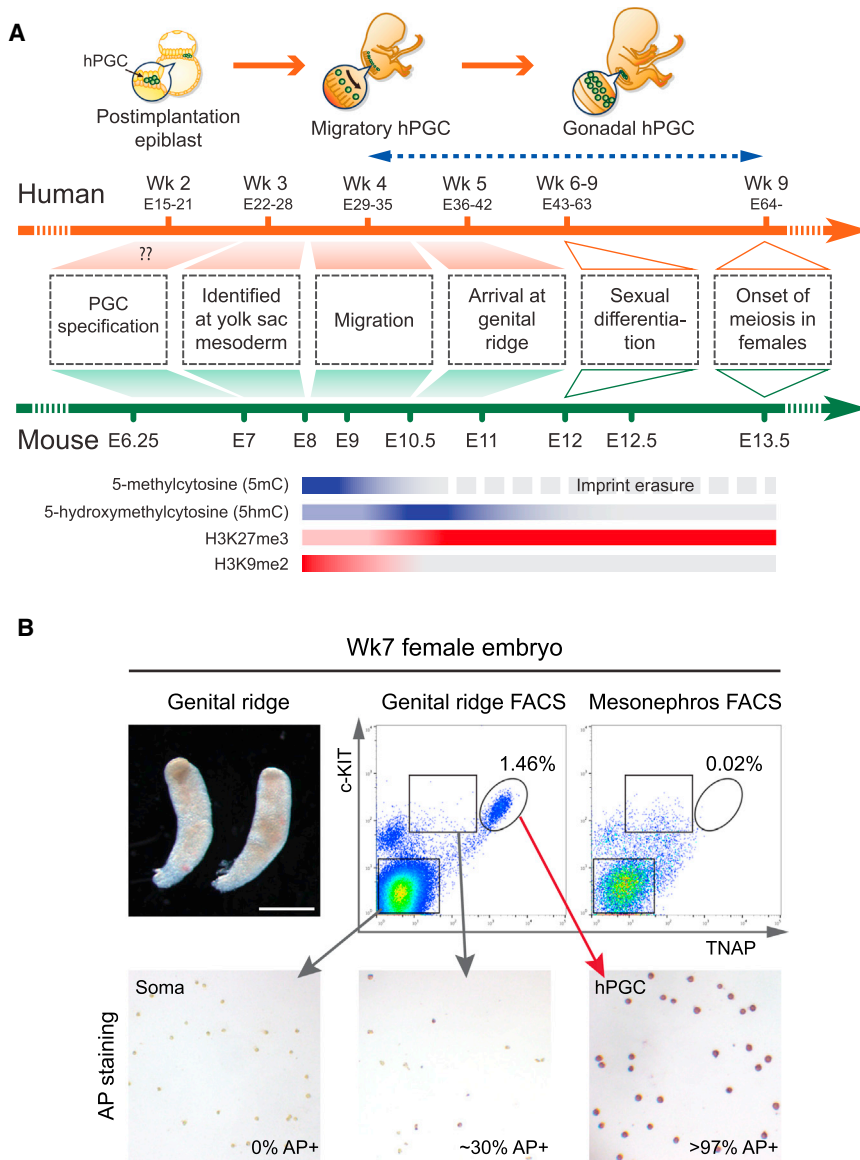 A
hPGC
Postimplantation
epiblast
Migratory hPGC
Gonadal hPGC
Human
Wk 2
E15-21
Wk 3
E22-28
Wk 4
E29-35
Wk 5
E36-42
Wk 6-9
E43-63
Wk 9
E64-
??
PGC
specification
Identified
at yolk sac
mesoderm
Migration
Arrival at
genital
ridge
Sexual
differentia-
tion
Onset of
meiosis in
females
Mouse
E6.25
E7
E8
E9
E10.5
E11
E12
E12.5
E13.5
5-methylcytosine (5mC)
Imprint erasure
5-hydroxymethylcytosine (5hmC)
H3K27me3
H3K9me2
B
Wk7 female embryo
Genital ridge
Genital ridge FACS
Mesonephros FACS
c-KIT
1.46%
0.02%
TNAP
AP staining
Soma
0% AP+
~30% AP+
hPGC
>97% AP+